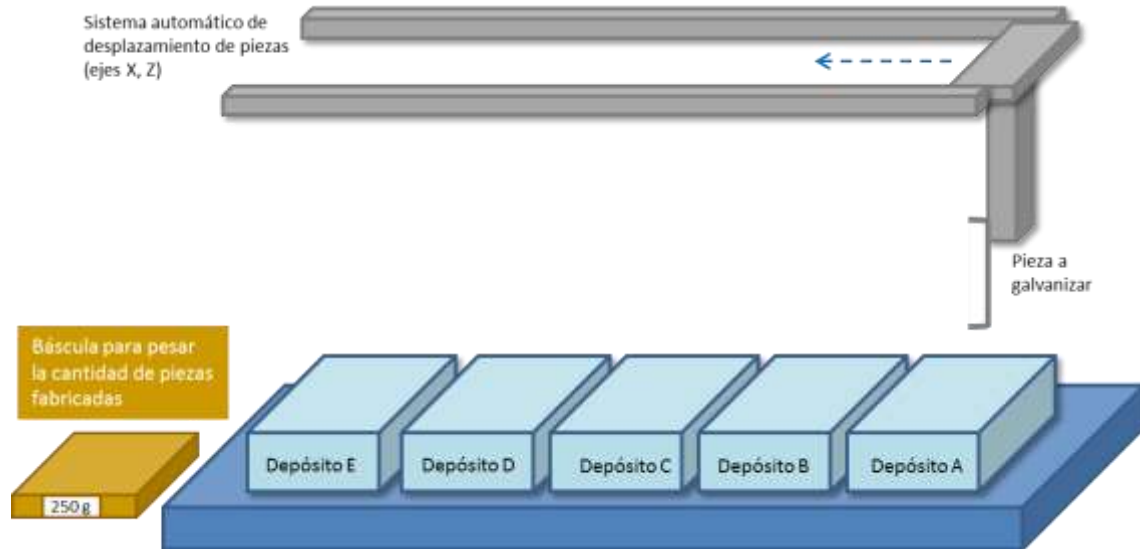 Sistema automático de
desplazamiento de piezas
(ejes X, Z)
Pieza a
galvanizar
Báscula para pesar
la cantidad de piezas
fabricadas
250 g
Depósito E
Depósito D
Depósito C
Depósito B
Depósito A